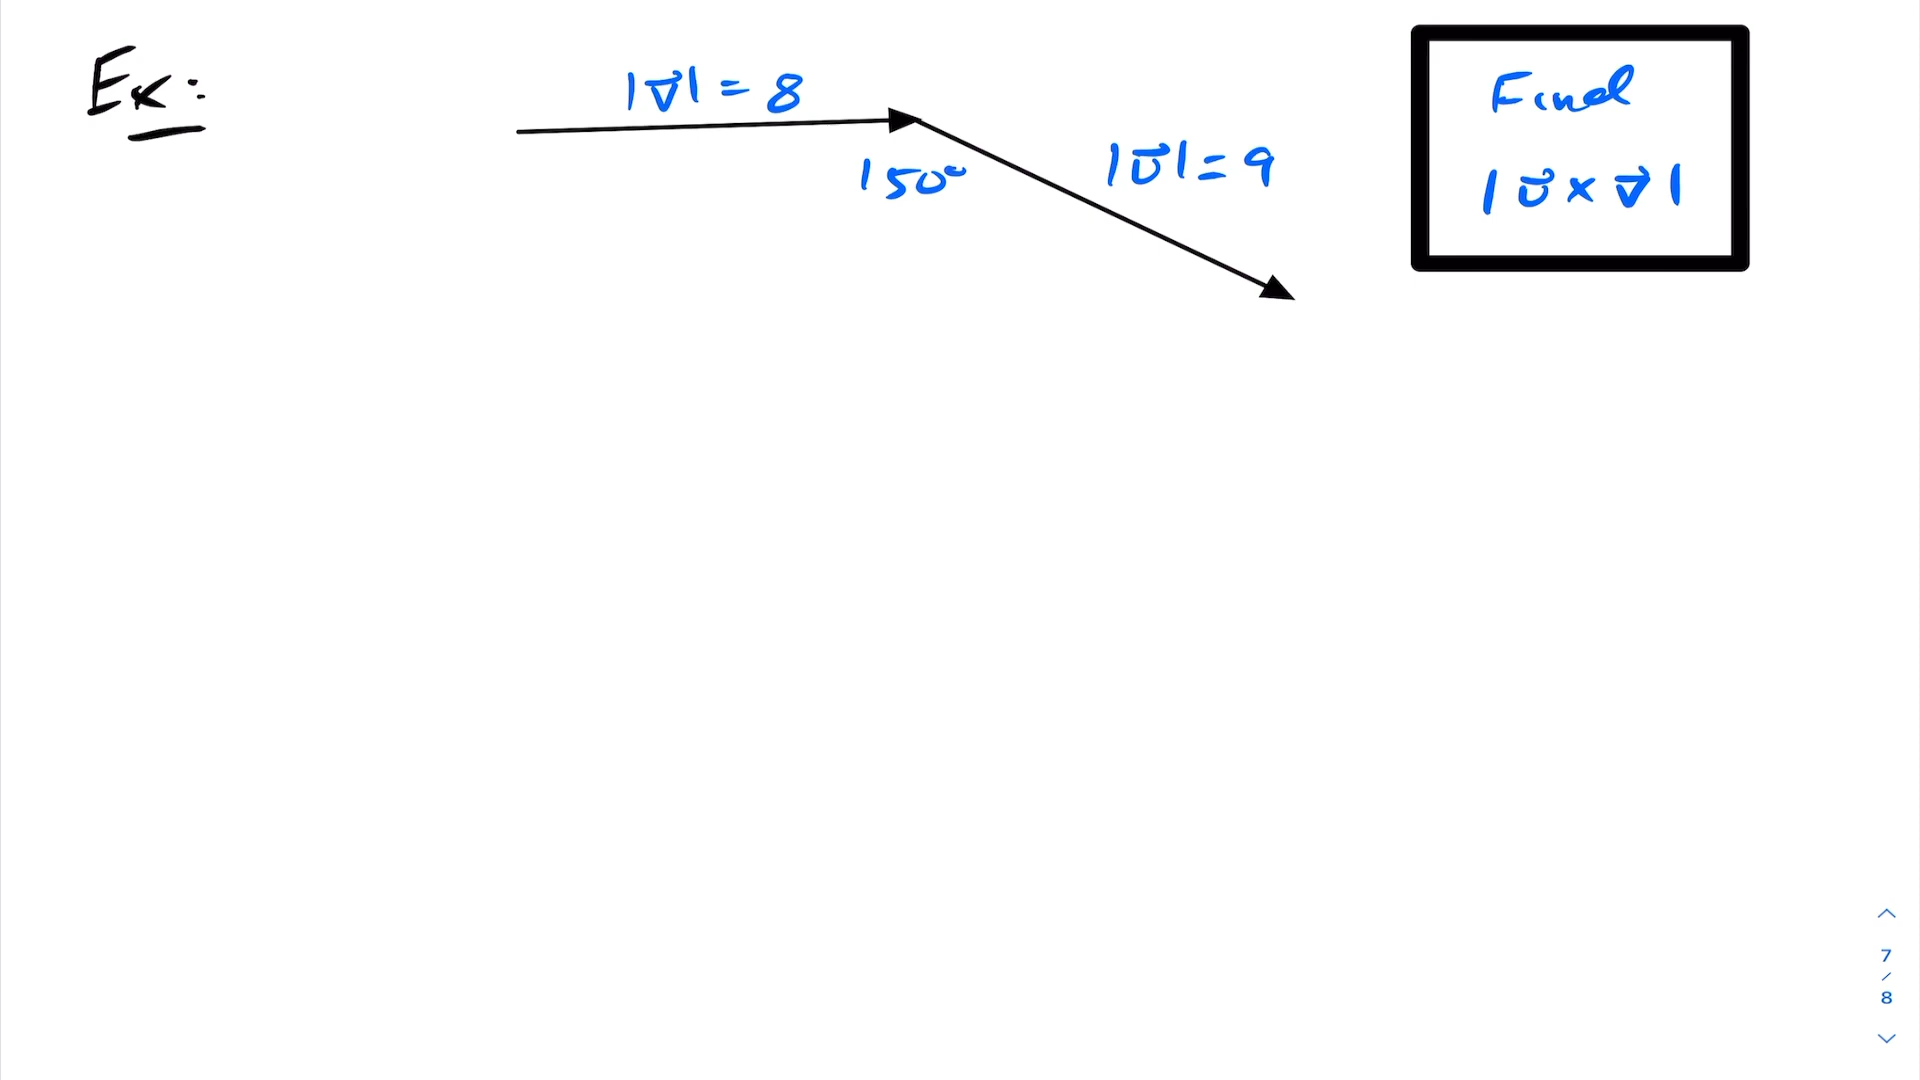 Ex:
|v⃗| = 8
150°
|u⃗| = 9
Find
|u⃗ × v⃗|
7
/
8